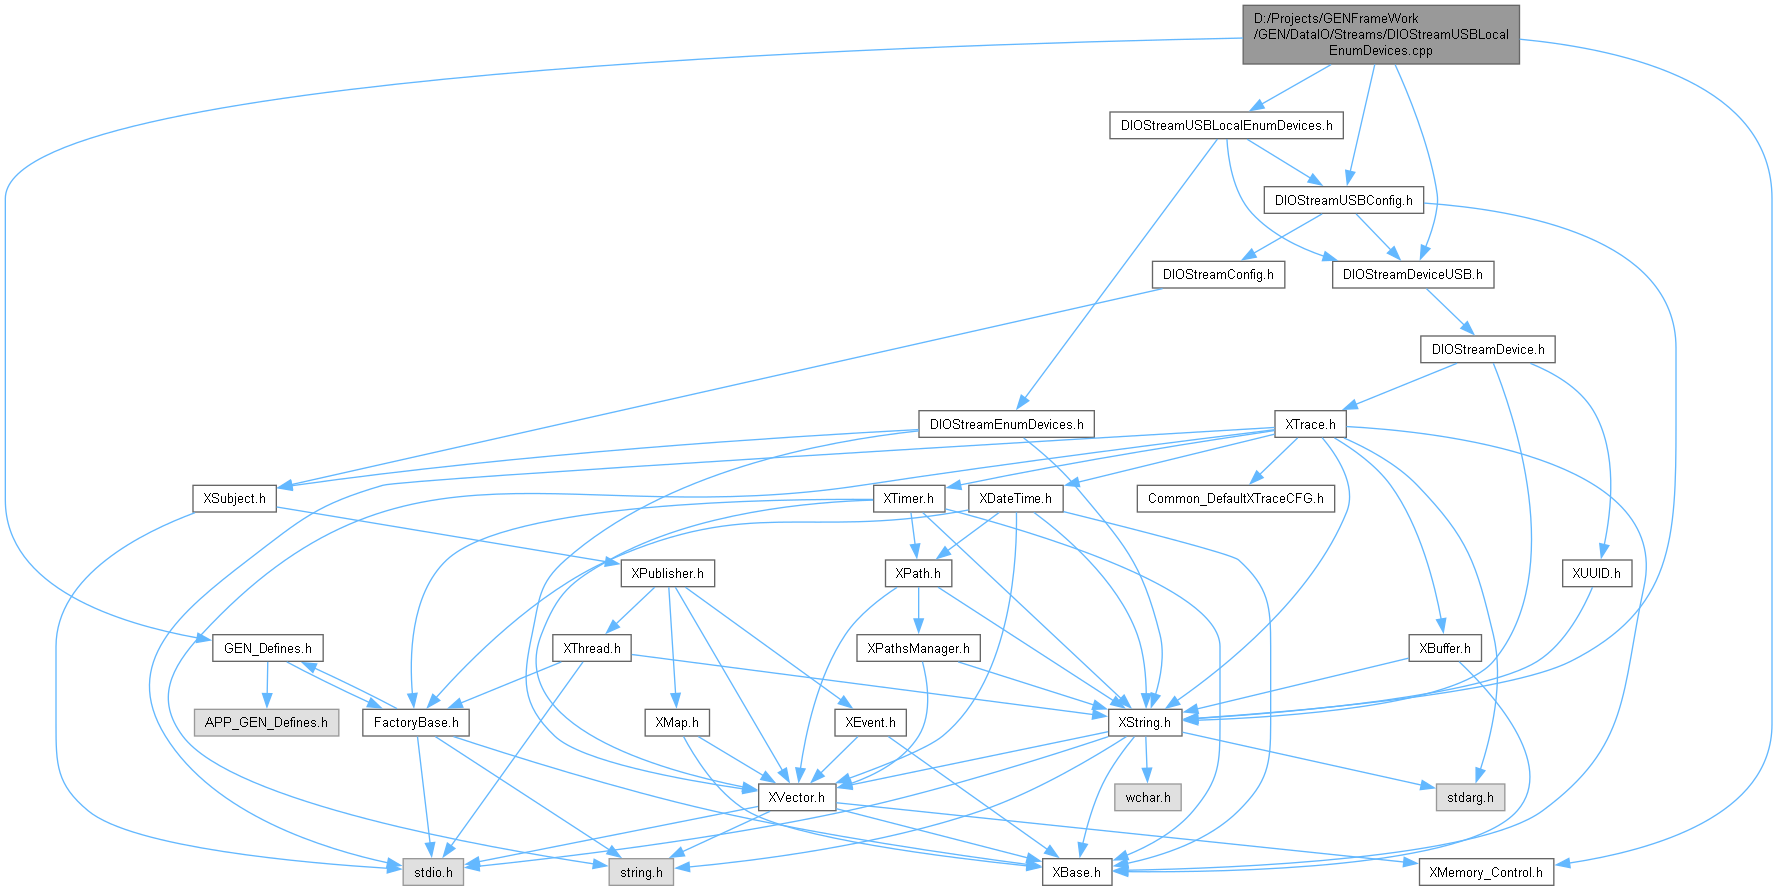 D:/Projects/GENFrameWork
/GEN/DataIO/Streams/DIOStreamUSBLocal
EnumDevices.cpp
DIOStreamUSBLocalEnumDevices.h
DIOStreamUSBConfig.h
DIOStreamConfig.h
DIOStreamDeviceUSB.h
DIOStreamDevice.h
DIOStreamEnumDevices.h
XTrace.h
XSubject.h
XTimer.h
XDateTime.h
Common_DefaultXTraceCFG.h
XPublisher.h
XPath.h
XUUID.h
GEN_Defines.h
XThread.h
XPathsManager.h
XBuffer.h
APP_GEN_Defines.h
FactoryBase.h
XMap.h
XEvent.h
XString.h
XVector.h
wchar.h
stdarg.h
stdio.h
string.h
XBase.h
XMemory_Control.h